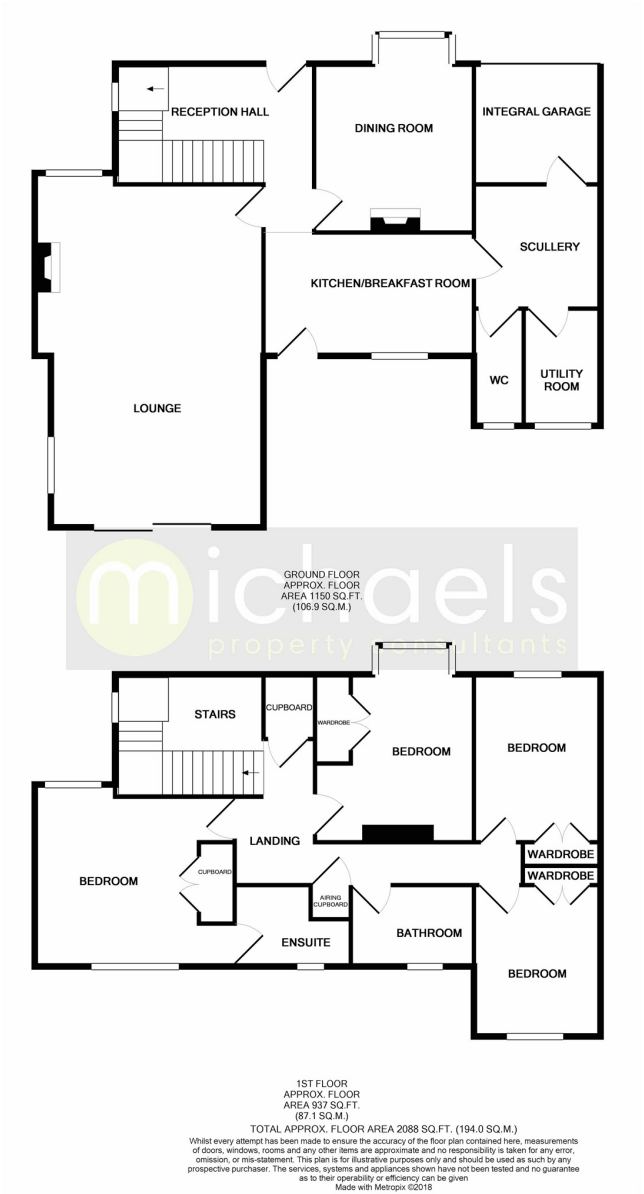 RECEPTION HALL
DINING ROOM
INTEGRAL GARAGE
SCULLERY
KITCHEN/BREAKFAST ROOM
WC
UTILITY
ROOM
LOUNGE
michaels
property consultants
GROUND FLOOR
APPROX. FLOOR
AREA 1150 SQ.FT.
(106.9 SQ.M.)
STAIRS
CUPBOARD
WARDROBE
BEDROOM
BEDROOM
LANDING
WARDROBE
WARDROBE
BEDROOM
CUPBOARD
AIRING
CUPBOARD
ENSUITE
BATHROOM
BEDROOM
1ST FLOOR
APPROX. FLOOR
AREA 937 SQ.FT.
(87.1 SQ.M.)
TOTAL APPROX. FLOOR AREA 2088 SQ.FT. (194.0 SQ.M.)
Whilst every attempt has been made to ensure the accuracy of the floor plan contained here, measurements
of doors, windows, rooms and any other items are approximate and no responsibility is taken for any error,
omission, or mis-statement. This plan is for illustrative purposes only and should be used as such by any
prospective purchaser. The services, systems and appliances shown have not been tested and no guarantee
as to their operability or efficiency can be given
Made with Metropix ©2018